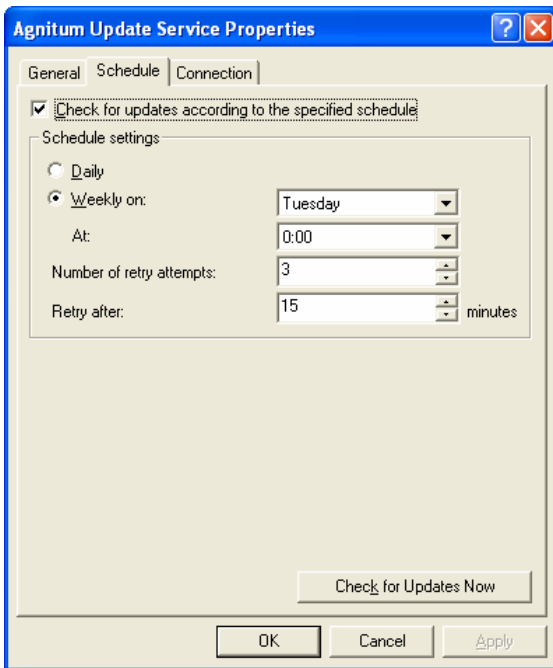 Agnitum Update Service Properties
General Schedule Connection
Check for updates according to the specified schedule
Schedule settings
Daily
Weekly on: Tuesday
At: 0:00
Number of retry attempts: 3
Retry after: 15 minutes
Check for Updates Now
OK Cancel Apply